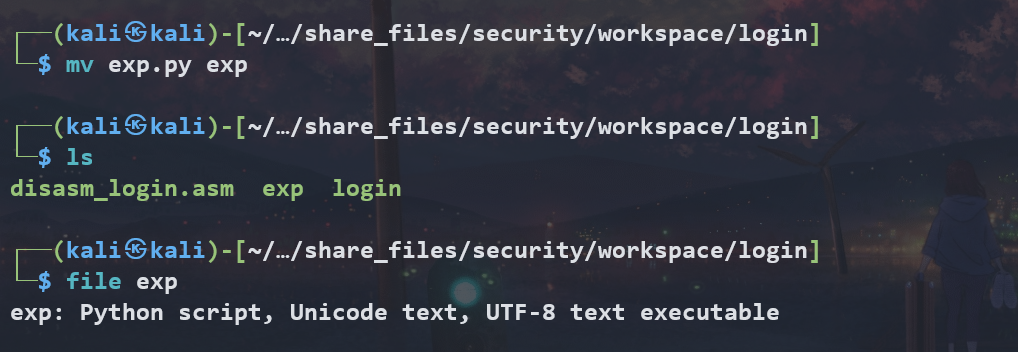 ┌──(kali㉿kali)-[~/…/share_files/security/workspace/login]
└─$ mv exp.py exp
┌──(kali㉿kali)-[~/…/share_files/security/workspace/login]
└─$ ls
disasm_login.asm  exp  login
┌──(kali㉿kali)-[~/…/share_files/security/workspace/login]
└─$ file exp
exp: Python script, Unicode text, UTF-8 text executable